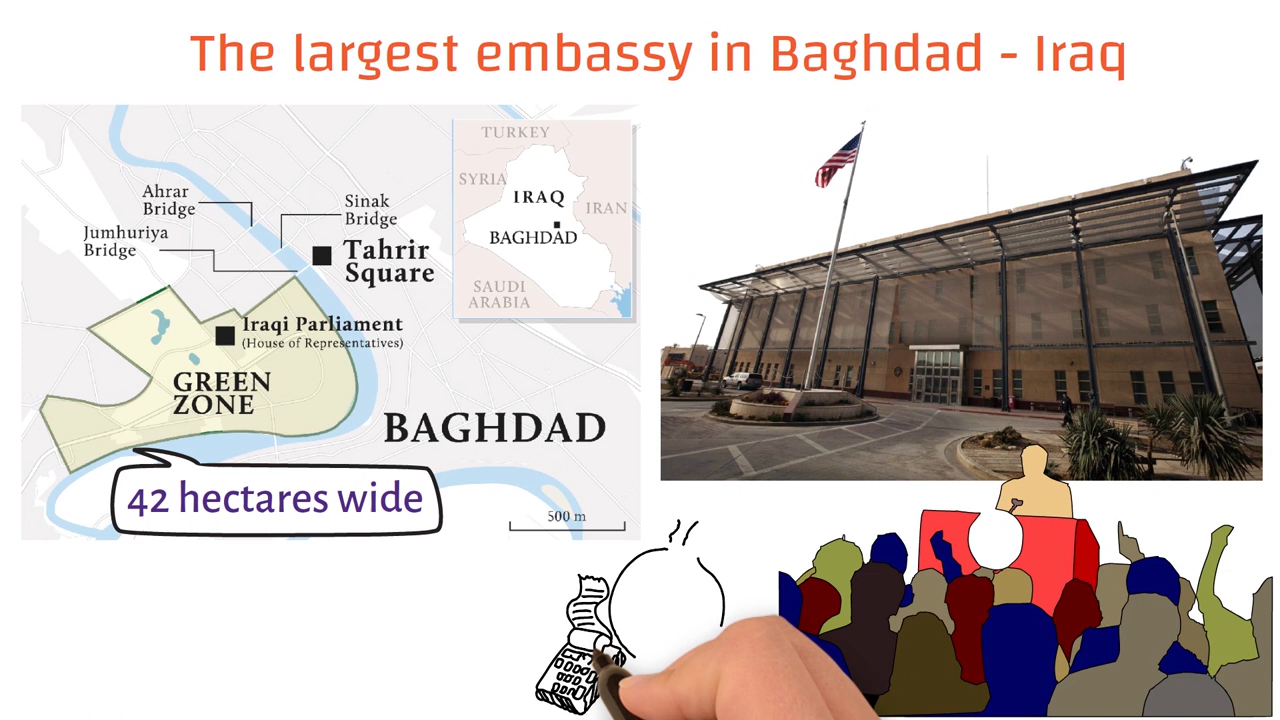 The largest embassy in Baghdad - Iraq
TURKEY
SYRIA
IRAQ
IRAN
BAGHDAD
SAUDI
ARABIA
Ahrar
Bridge
Sinak
Bridge
Jumhuriya
Bridge
Tahrir
Square
Iraqi Parliament
(House of Representatives)
GREEN
ZONE
BAGHDAD
42 hectares wide
500 m